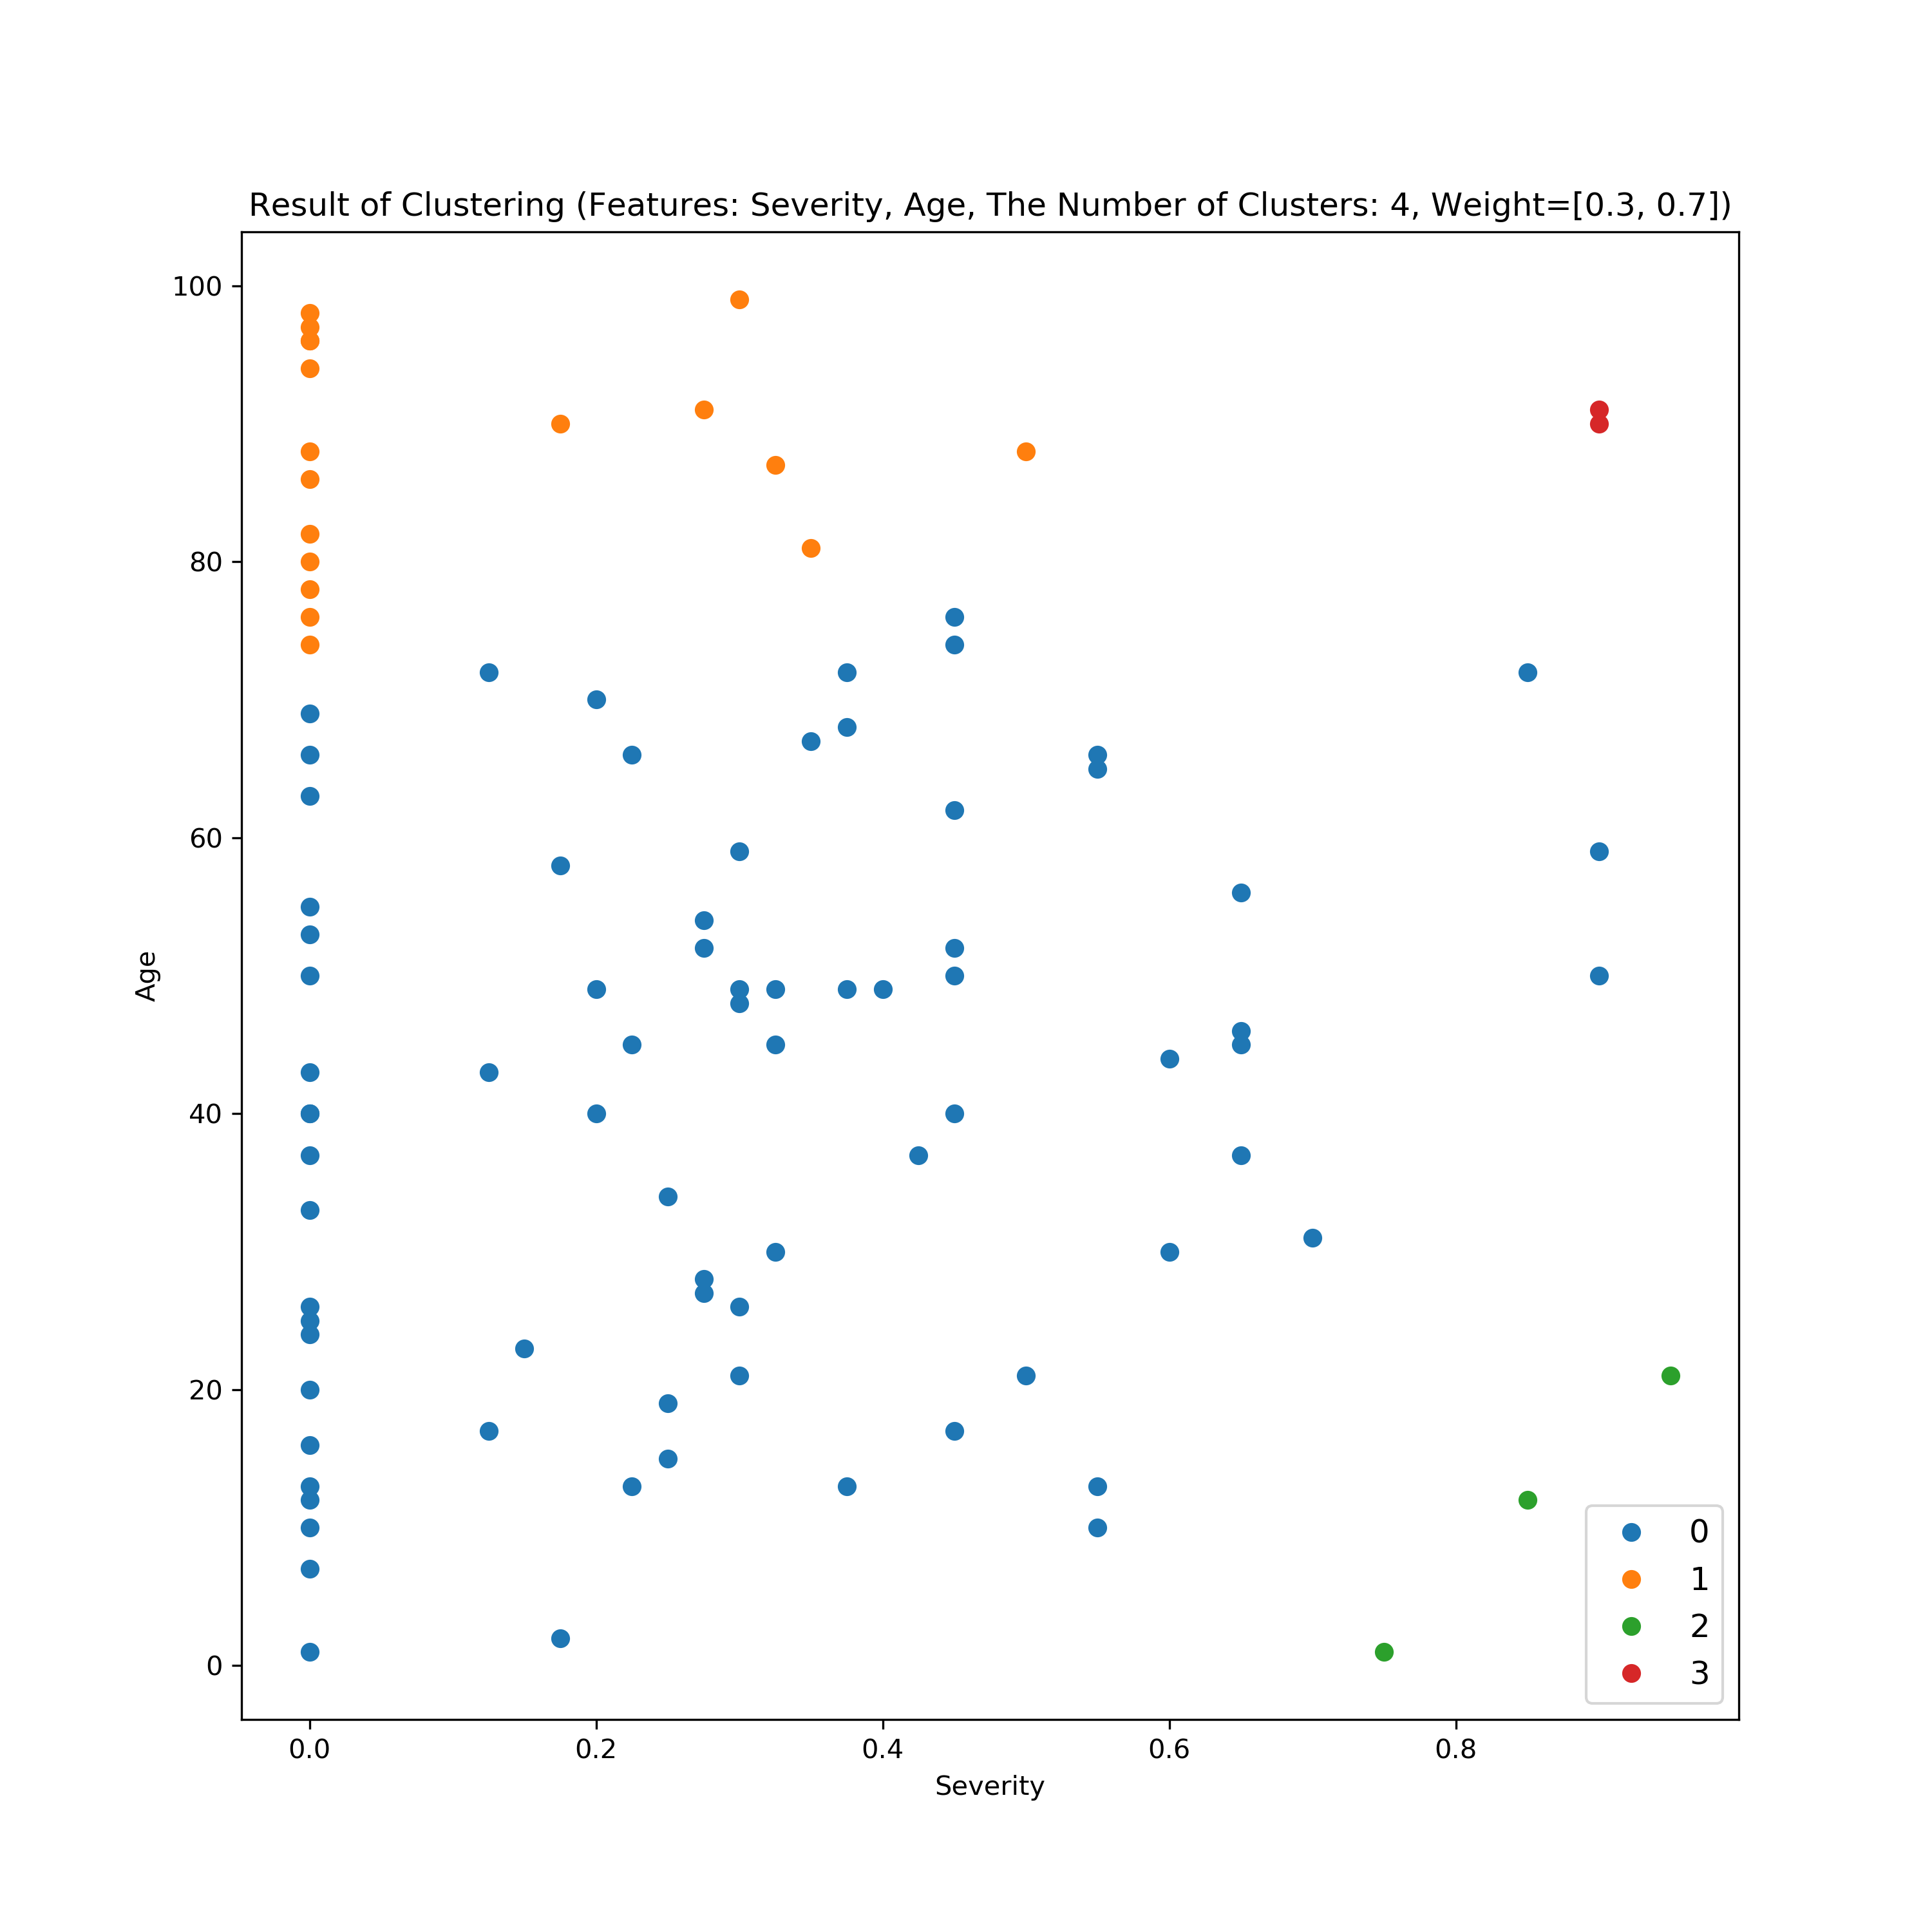 Result of Clustering (Features: Severity, Age, The Number of Clusters: 4, Weight=[0.3, 0.7])
100
80
60
40
20
0
Age
0.0 0.2 0.4 0.6 0.8
Severity
0
1
2
3